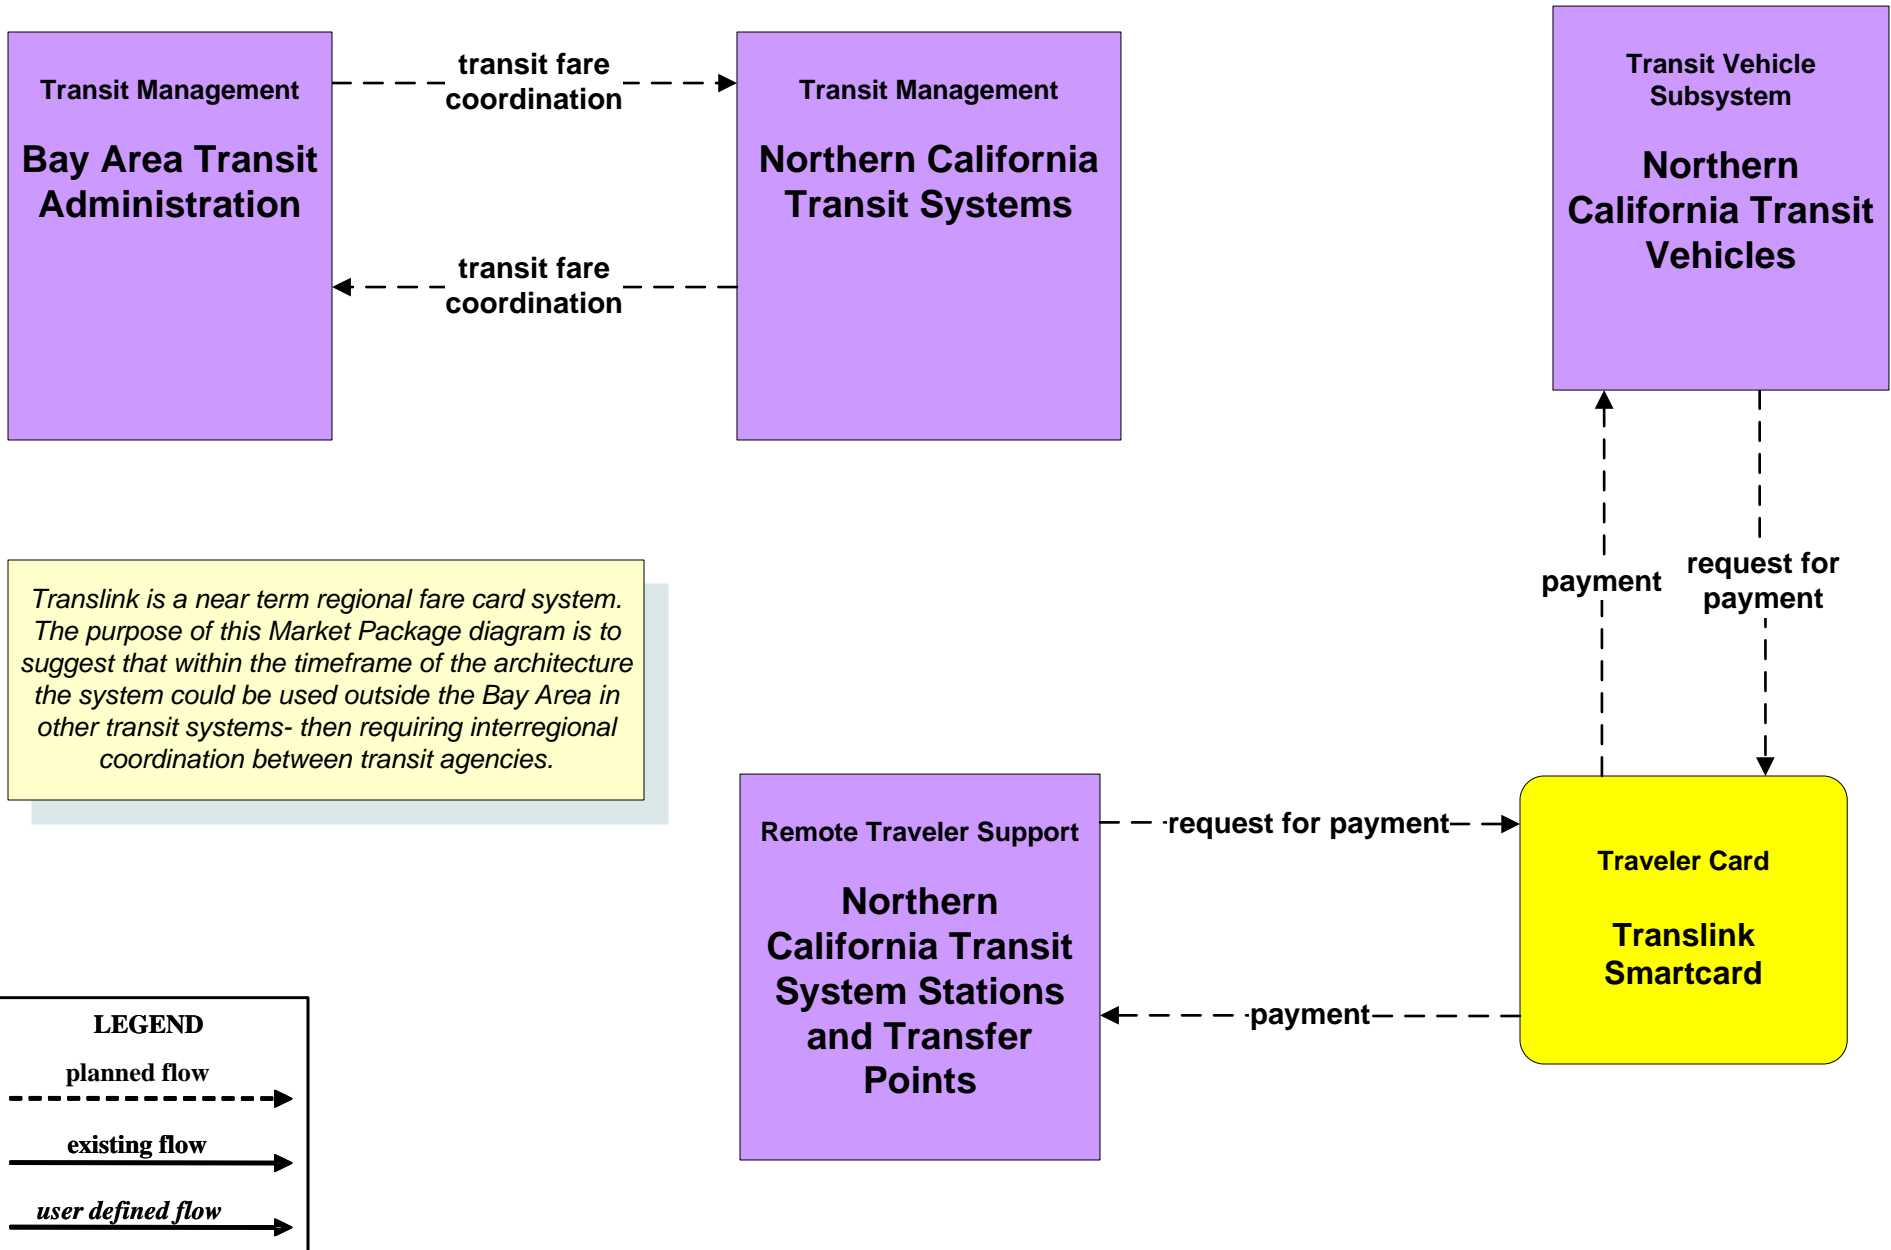 Transit Management
Bay Area Transit
Administration
transit fare
coordination
transit fare
coordination
Transit Management
Northern California
Transit Systems
Transit Vehicle
Subsystem
Northern
California Transit
Vehicles
payment
request for
payment
Translink is a near term regional fare card system.
The purpose of this Market Package diagram is to
suggest that within the timeframe of the architecture
the system could be used outside the Bay Area in
other transit systems- then requiring interregional
coordination between transit agencies.
Remote Traveler Support
Northern
California Transit
System Stations
and Transfer
Points
request for payment
payment
Traveler Card
Translink
Smartcard
LEGEND
planned flow
existing flow
user defined flow